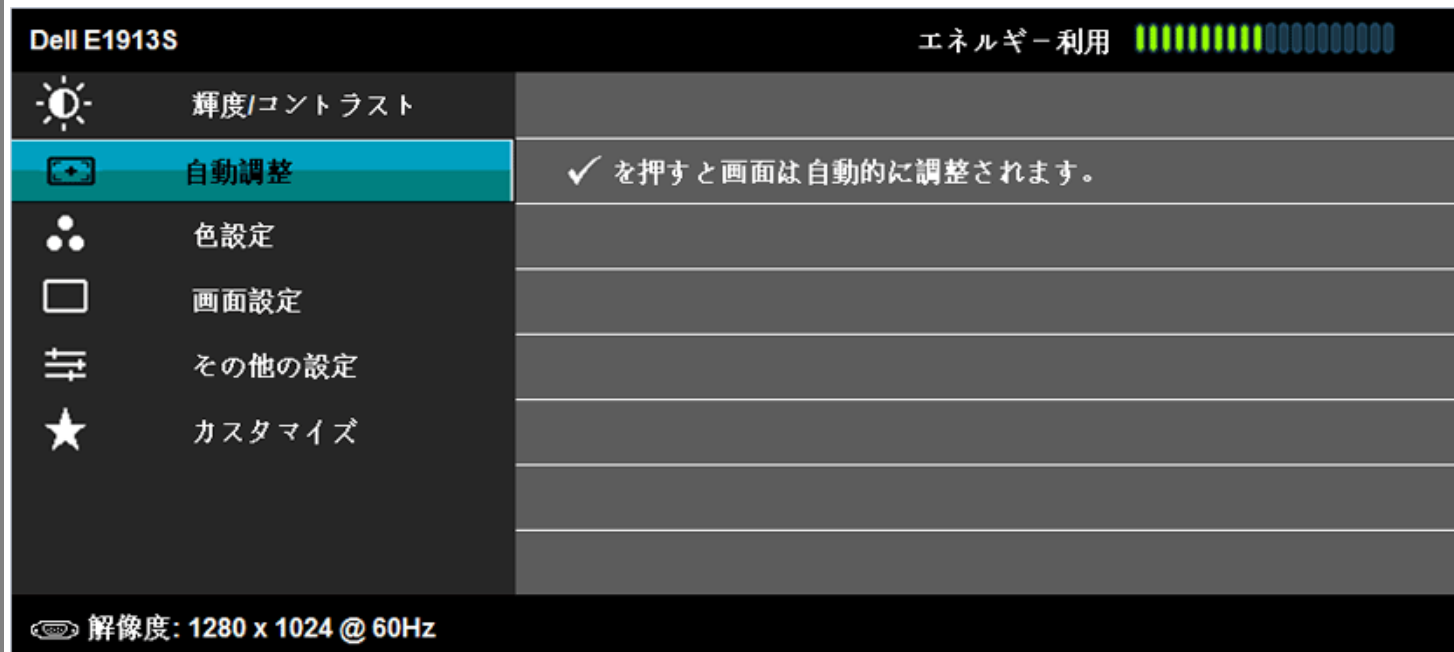 Dell E1913S エネルギー利用
輝度/コントラスト
自動調整 ✓ を押すと画面は自動的に調整されます。
色設定
画面設定
その他の設定
カスタマイズ
解像度: 1280 x 1024 @ 60Hz